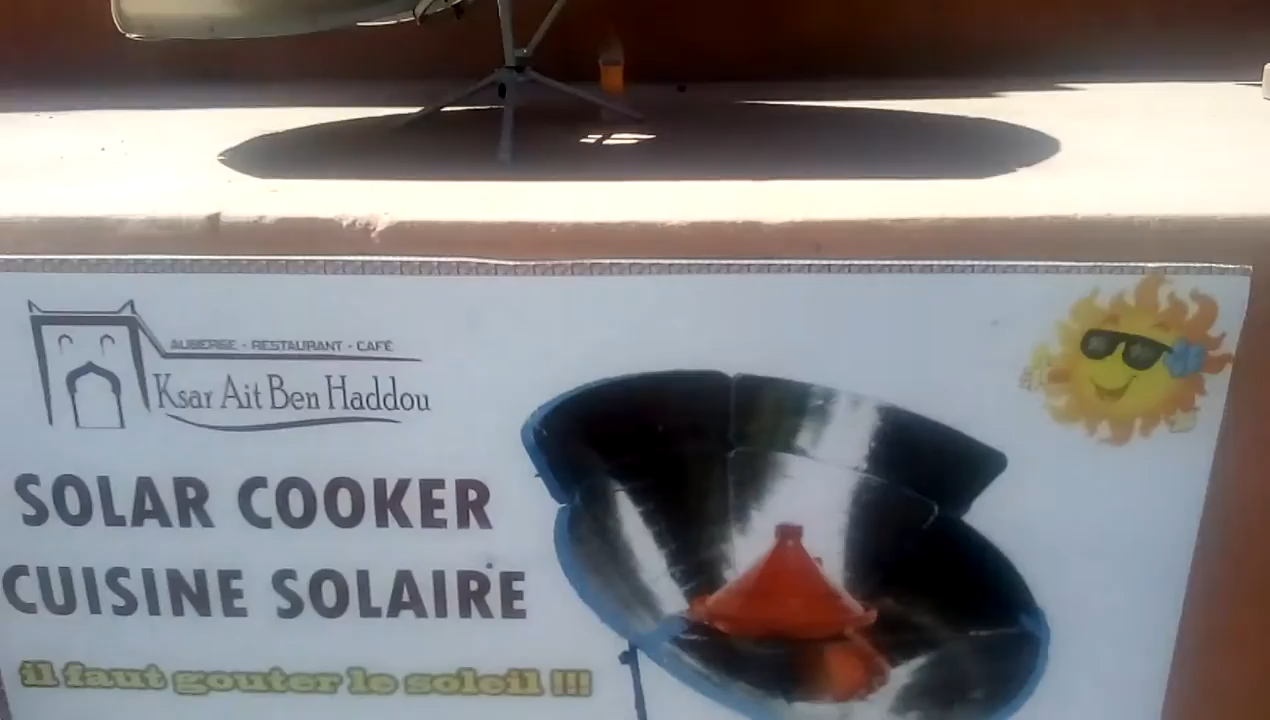 AUBERGE - RESTAURANT - CAFÉ
Ksar Ait Ben Haddou
SOLAR COOKER
CUISINE SOLAIRE
il faut gouter le soleil !!!